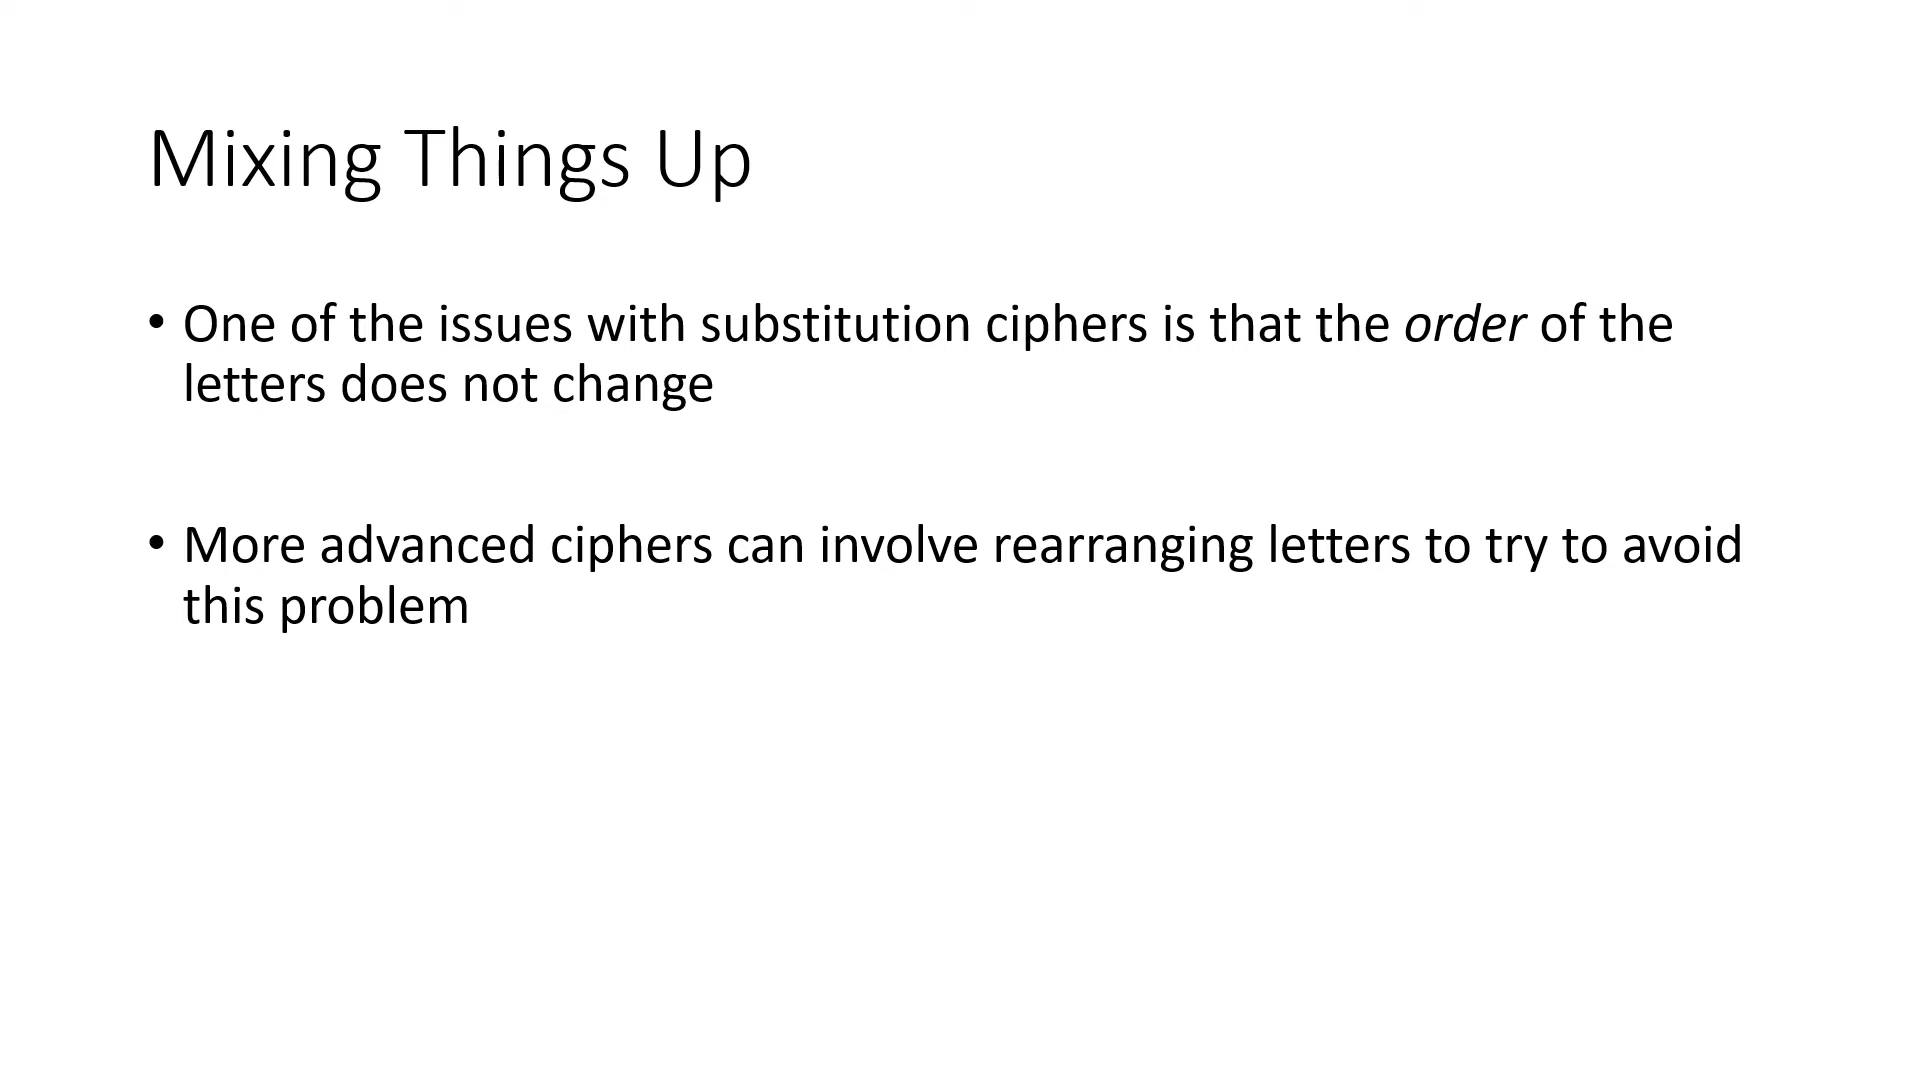 Mixing Things Up
• One of the issues with substitution ciphers is that the order of the
letters does not change
• More advanced ciphers can involve rearranging letters to try to avoid
this problem